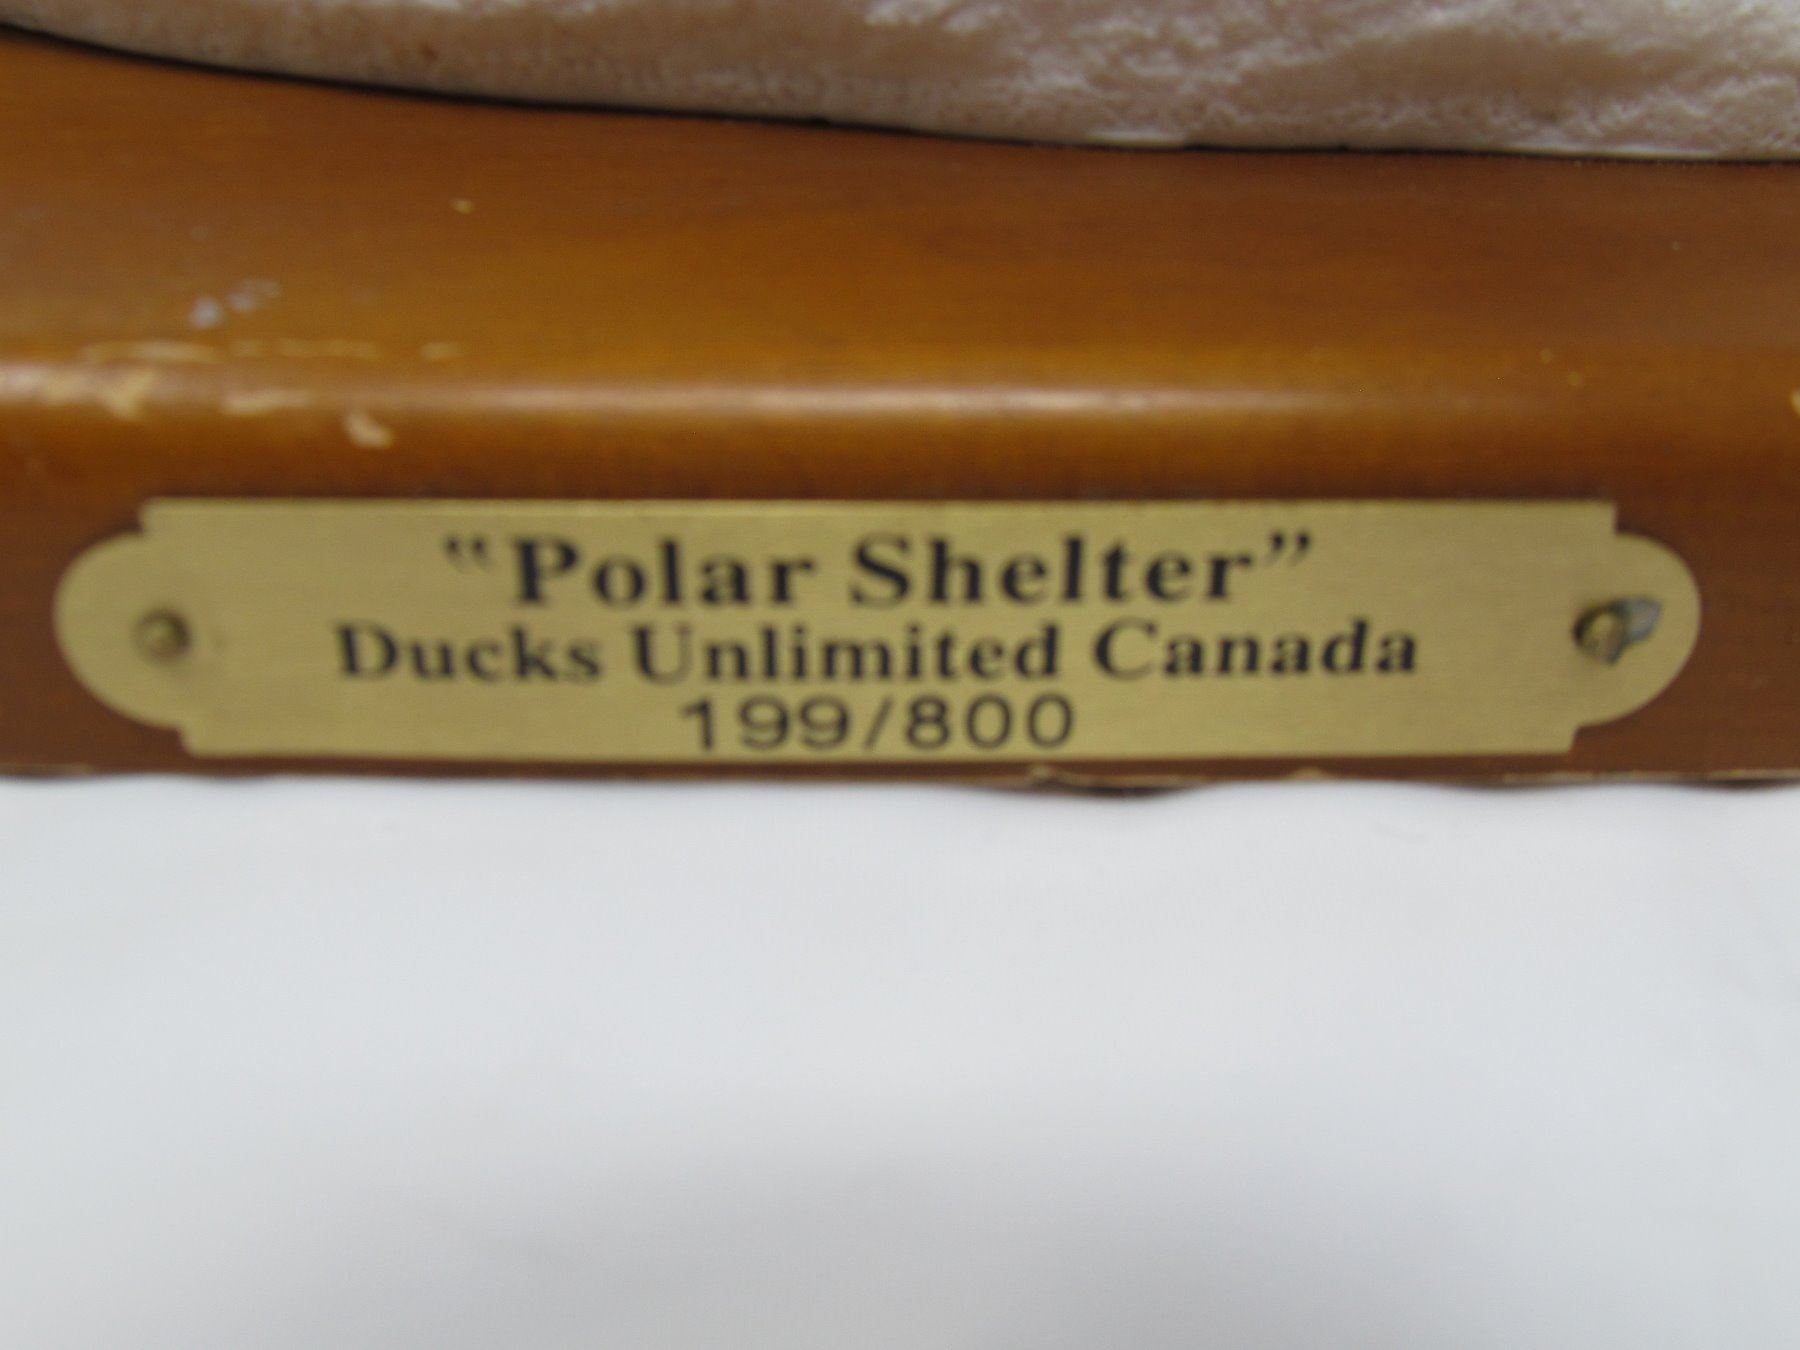 “Polar Shelter”
Ducks Unlimited Canada
199/800